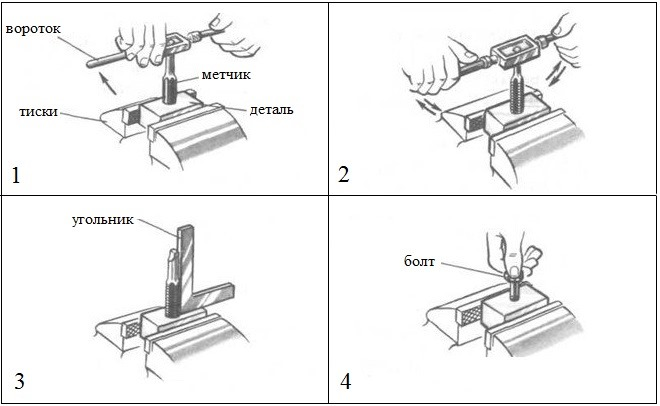 вороток
метчик
тиски
деталь
1
2
угольник
3
болт
4